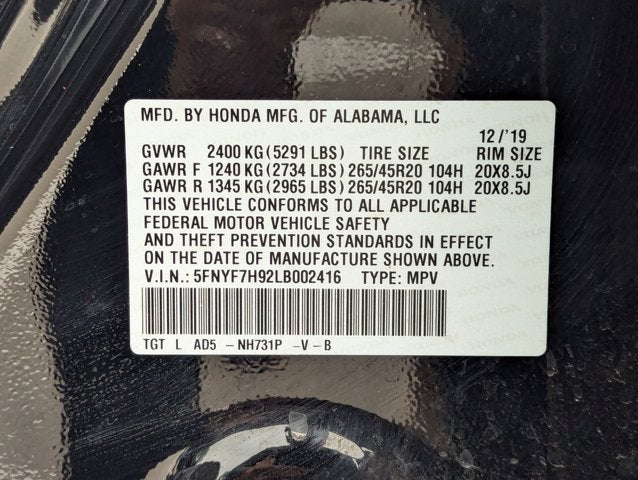 MFD. BY HONDA MFG. OF ALABAMA, LLC
12/'19
GVWR 2400 KG(5291 LBS) TIRE SIZE RIM SIZE
GAWR F 1240 KG(2734 LBS) 265/45R20 104H 20X8.5J
GAWR R 1345 KG(2965 LBS) 265/45R20 104H 20X8.5J
THIS VEHICLE CONFORMS TO ALL APPLICABLE
FEDERAL MOTOR VEHICLE SAFETY
AND THEFT PREVENTION STANDARDS IN EFFECT
ON THE DATE OF MANUFACTURE SHOWN ABOVE.
V.I.N.: 5FNYF7H92LB002416 TYPE: MPV
TGT L AD5 -NH731P -V-B